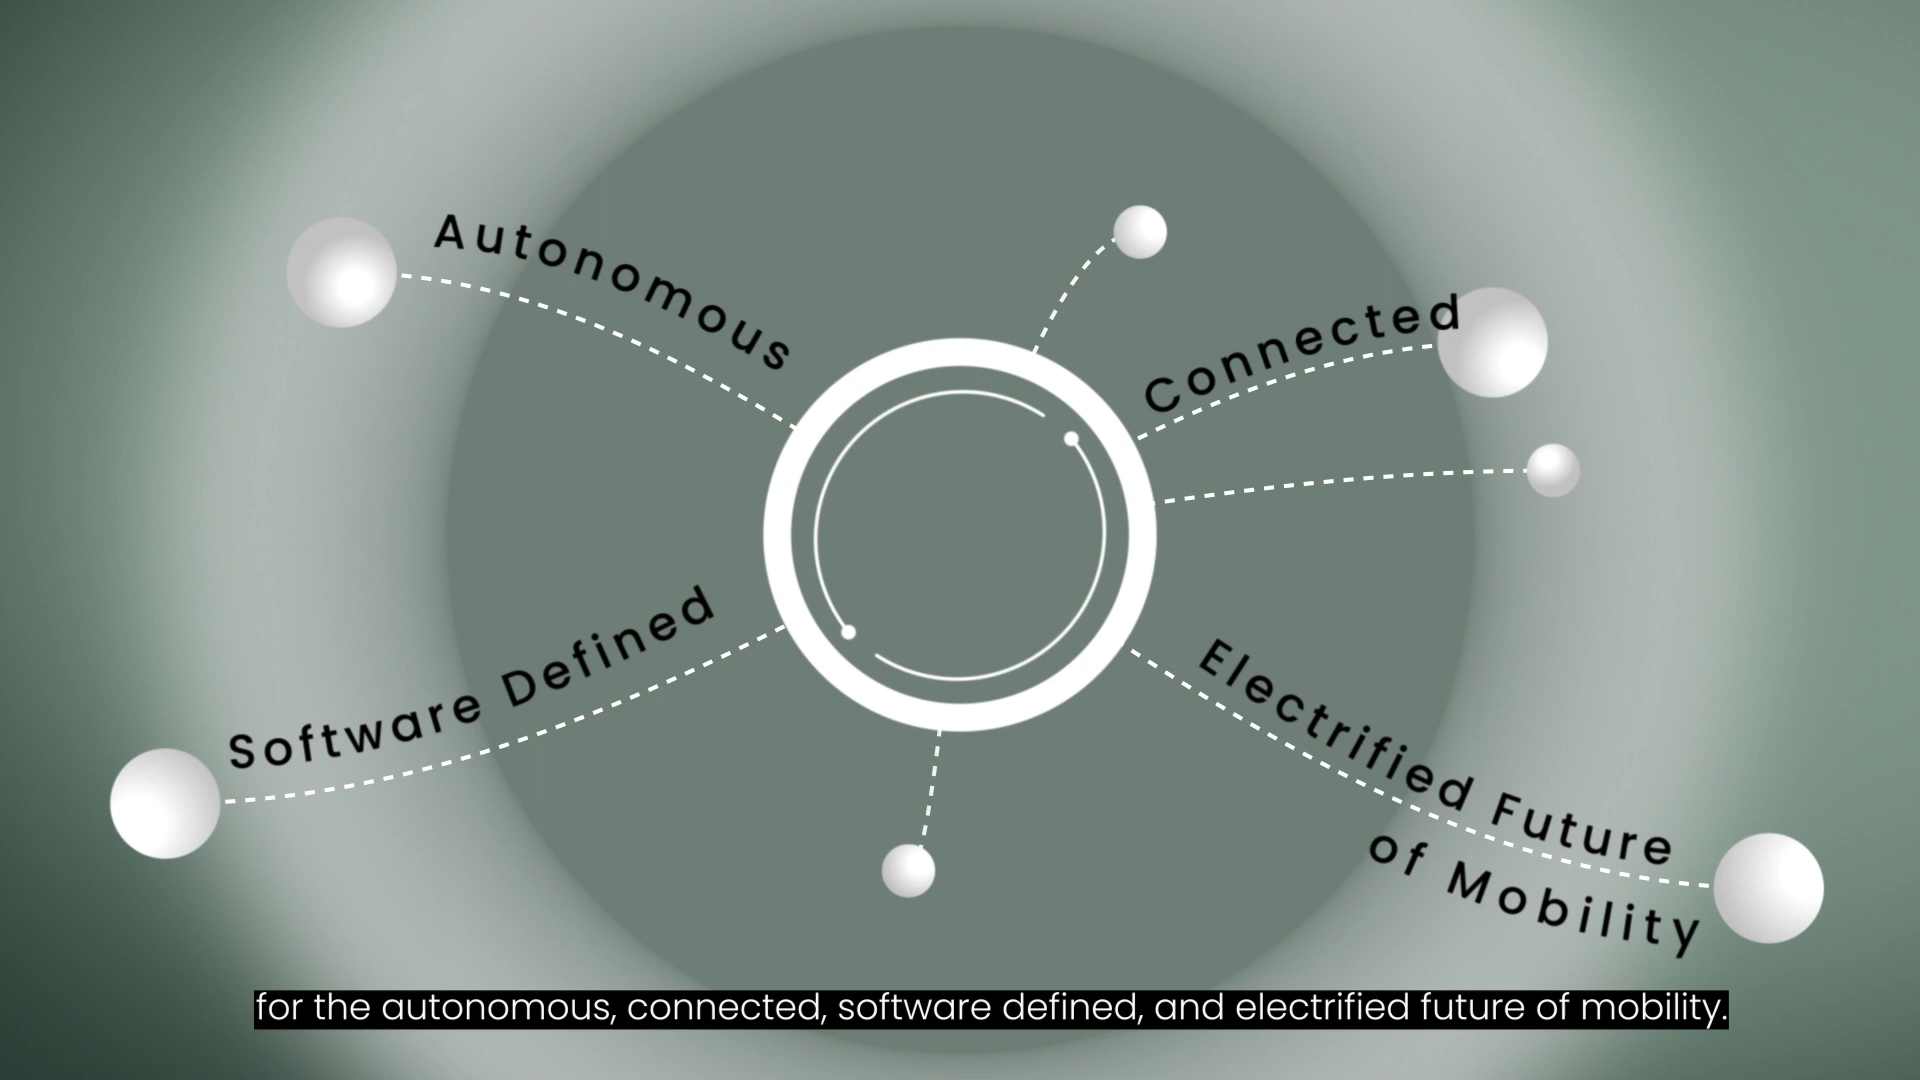 Autonomous
Connected
Software Defined
Electrified Future
of Mobility
for the autonomous, connected, software defined, and electrified future of mobility.